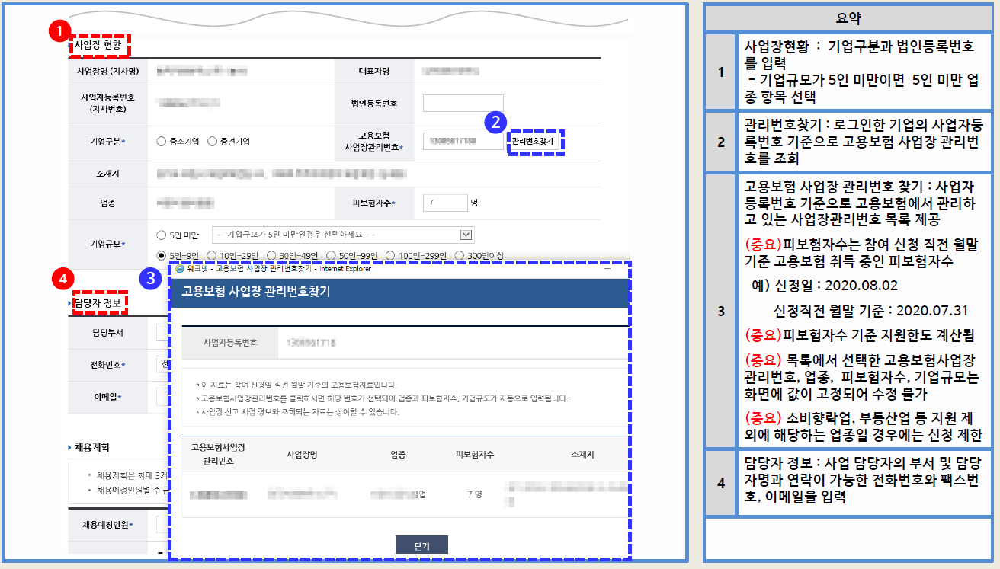 1
사업장 현황
사업장명 (지사명)
대표자명
사업자등록번호
(지사번호)
법인등록번호
2
기업구분*
중소기업
중견기업
고용보험
사업장관리번호*
관리번호찾기
소재지
업종
피보험자수*
7
명
기업규모*
5인 미만
--- 기업규모가 5인 미만인경우 선택하세요. ---
5인~9인
10인~29인
30인~49인
50인~99인
100인~299인
300인이상
4
담당자 정보
담당부서
전화번호*
이메일*
채용계획
• 채용계획은 최대 3개
• 채용예정인원별 주 근
채용예정인원*
3
워크넷 - 고용보험 사업장 관리번호찾기 - Internet Explorer
고용보험 사업장 관리번호찾기
사업자등록번호
* 이 자료는 참여 신청일 직전 월말 기준의 고용보험자료입니다.
* 고용보험사업장관리번호를 클릭하시면 해당 번호가 선택되어 업종과 피보험자수, 기업규모가 자동으로 입력됩니다.
* 사업장 신고 시점 정보와 조회되는 자료는 상이할 수 있습니다.
고용보험사업장
관리번호
사업장명
업종
피보험자수
소재지
업
7 명
닫기
요약
1
사업장현황 : 기업구분과 법인등록번호
를 입력
- 기업규모가 5인 미만이면 5인 미만 업
종 항목 선택
2
관리번호찾기 : 로그인한 기업의 사업자등
록번호 기준으로 고용보험 사업장 관리번
호를 조회
3
고용보험 사업장 관리번호 찾기 : 사업자
등록번호 기준으로 고용보험에서 관리하
고 있는 사업장관리번호 목록 제공
(중요)피보험자수는 참여 신청 직전 월말
기준 고용보험 취득 중인 피보험자수
예) 신청일 : 2020.08.02
신청직전 월말 기준 : 2020.07.31
(중요)피보험자수 기준 지원한도 계산됨
(중요) 목록에서 선택한 고용보험사업장
관리번호, 업종, 피보험자수, 기업규모는
화면에 값이 고정되어 수정 불가
(중요) 소비향락업, 부동산업 등 지원 제
외에 해당하는 업종일 경우에는 신청 제한
4
담당자 정보 : 사업 담당자의 부서 및 담당
자명과 연락이 가능한 전화번호와 팩스번
호, 이메일을 입력